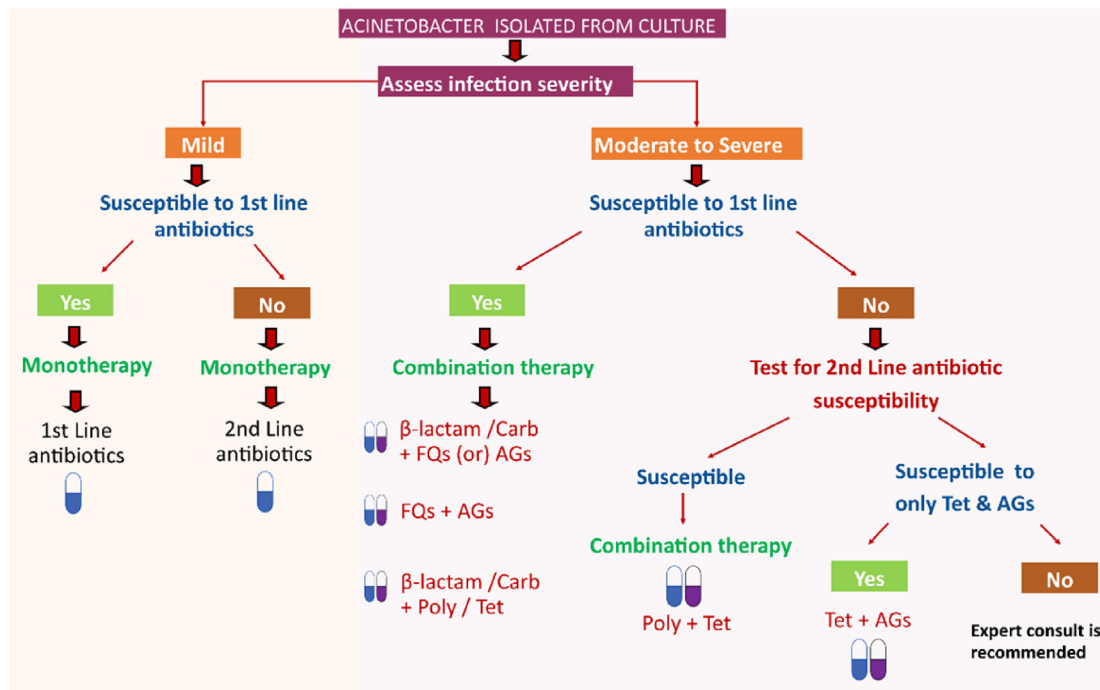 ACINETOBACTER ISOLATED FROM CULTURE
Assess infection severity
Mild
Susceptible to 1st line
antibiotics
Yes
Monotherapy
1st Line
antibiotics
No
Monotherapy
2nd Line
antibiotics
Moderate to Severe
Susceptible to 1st line
antibiotics
Yes
Combination therapy
β-lactam /Carb
+ FQs (or) AGs
FQs + AGs
β-lactam /Carb
+ Poly / Tet
No
Test for 2nd Line antibiotic
susceptibility
Susceptible
Combination therapy
Poly + Tet
Susceptible to
only Tet & AGs
Yes
Tet + AGs
No
Expert consult is
recommended